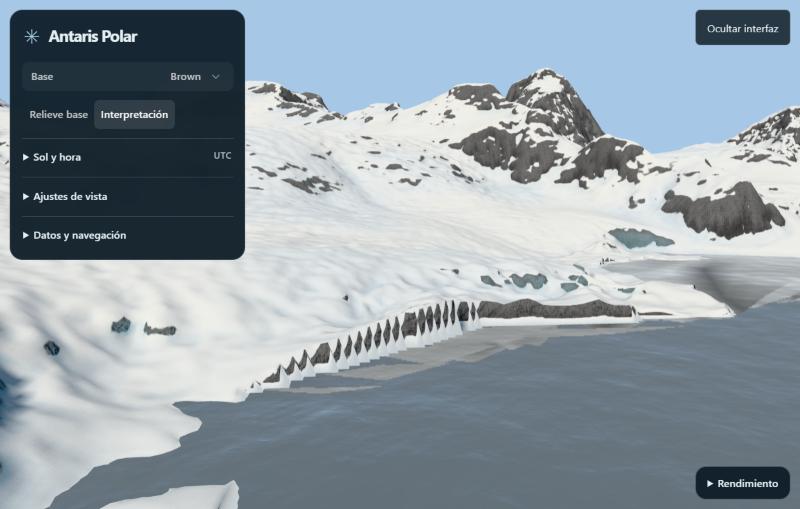 Antaris Polar
Ocultar interfaz
Base Brown
Relieve base Interpretación
Sol y hora UTC
Ajustes de vista
Datos y navegación
Rendimiento